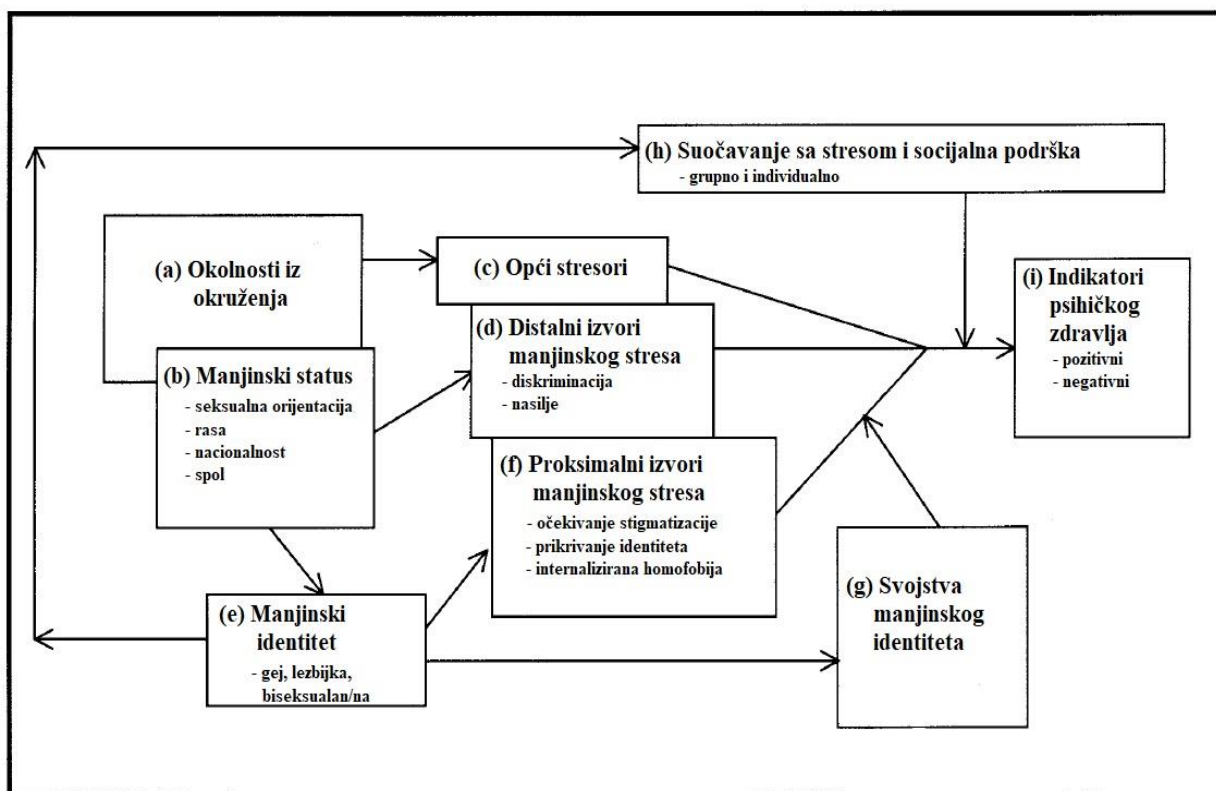 (h) Suočavanje sa stresom i socijalna podrška
- grupno i individualno
(a) Okolnosti iz
okruženja
(c) Opći stresori
(i) Indikatori
psihičkog
zdravlja
- pozitivni
- negativni
(d) Distalni izvori
manjinskog stresa
- diskriminacija
- nasilje
(b) Manjinski status
- seksualna orijentacija
- rasa
- nacionalnost
- spol
(f) Proksimalni izvori
manjinskog stresa
- očekivanje stigmatizacije
- prikrivanje identiteta
- internalizirana homofobija
(g) Svojstva
manjinskog
identiteta
(e) Manjinski
identitet
- gej, lezbijka,
biseksualan/na